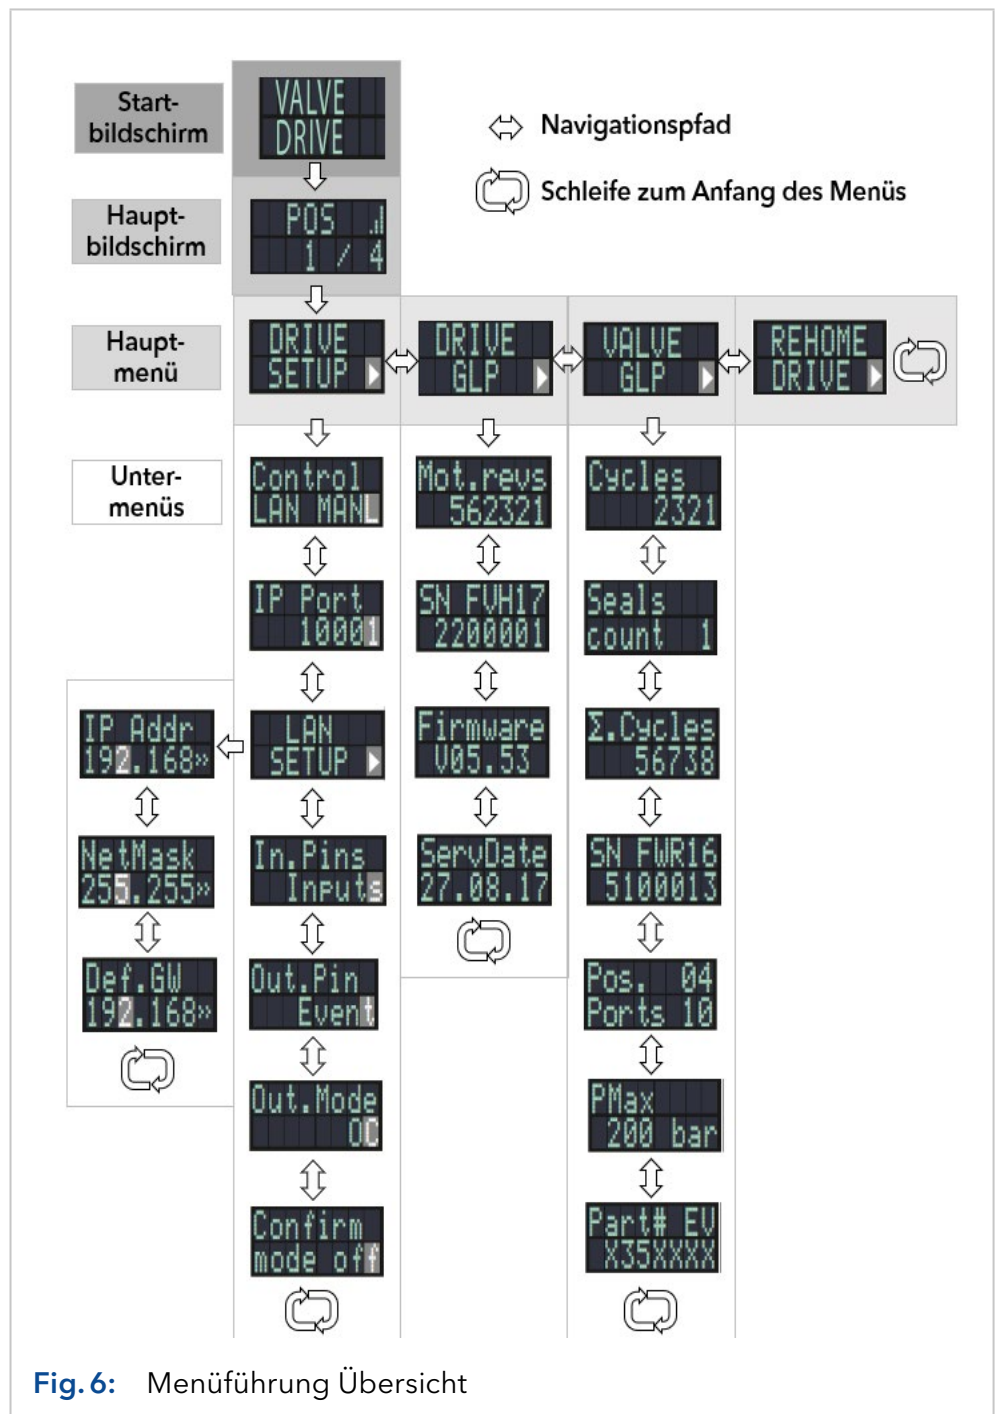 Start-
bildschirm
VALVE
DRIVE
Navigationspfad
Schleife zum Anfang des Menüs
Haupt-
bildschirm
POS
1 / 4
Haupt-
menü
DRIVE
SETUP
DRIVE
GLP
VALVE
GLP
REHOME
DRIVE
Unter-
menüs
Control
LAN MANL
IP Port
10001
LAN
SETUP
In.Pins
Inputs
Out.Pin
Event
Out.Mode
OC
Confirm
mode off
IP Addr
192.168»
NetMask
255.255»
Def.GW
192.168»
Mot.revs
562321
SN FVH17
2200001
Firmware
V05.53
ServDate
27.08.17
Cycles
2321
Seals
count 1
Σ.Cycles
56738
SN FWR16
5100013
Pos. 04
Ports 10
PMax
200 bar
Part# EV
X35XXXX
Fig. 6: Menüführung Übersicht